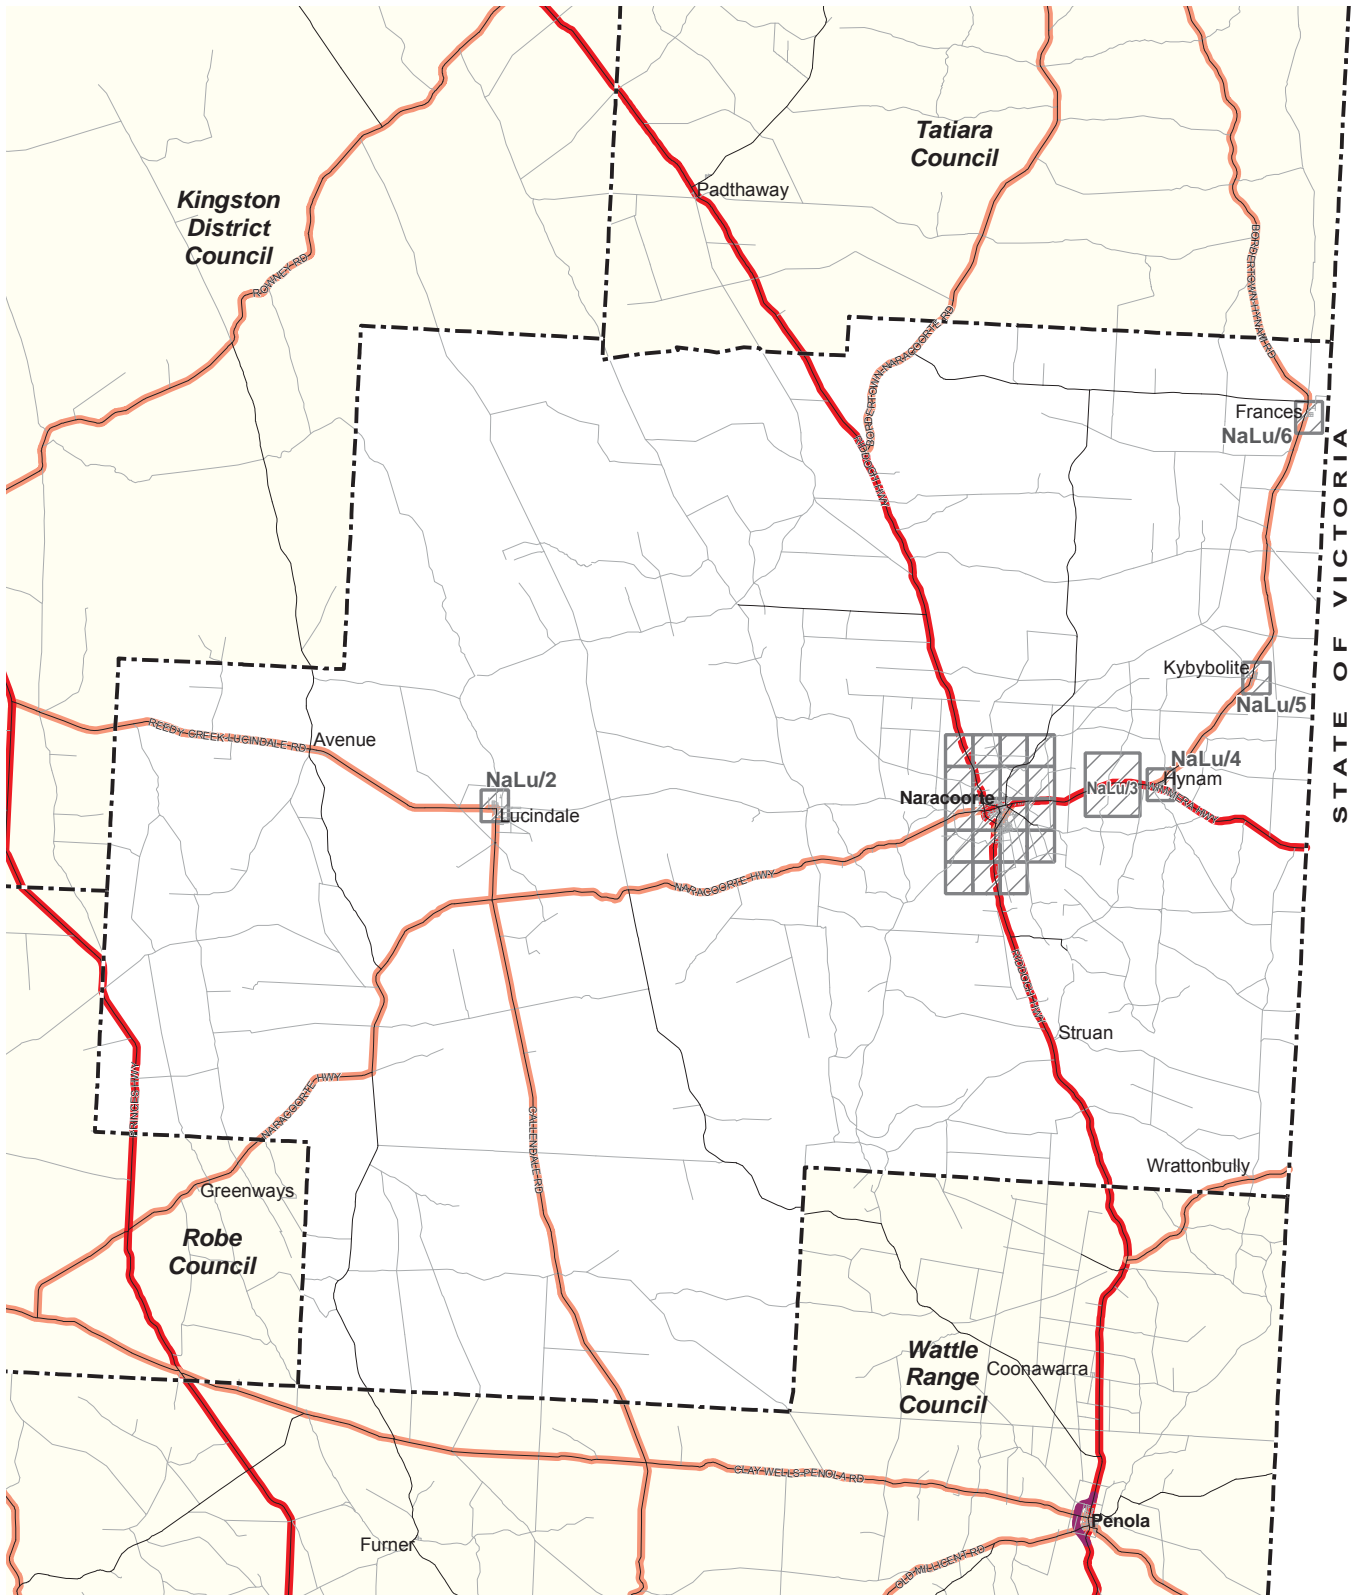 Tatiara
Council
Padthaway
Kingston
District
Council
ROWNEY RD
BORDERTOWN-HYNAM RD
BORDERTOWN-NARACOORTE RD
Frances
NaLu/6
RIDDOCH HWY
STATE OF VICTORIA
Kybybolite
NaLu/5
REEDY CREEK-LUCINDALE RD
Avenue
NaLu/2
Lucindale
NaLu/4
Hynam
NaLu/3
WIMMERA HWY
Naracoorte
NARACOORTE HWY
RIDDOCH HWY
Struan
PRINCES HWY
NARACOORTE HWY
CALLENDALE RD
Wrattonbully
Greenways
Robe
Council
Wattle
Range
Council
Coonawarra
CLAY WELLS-PENOLA RD
Penola
Furner
OLD MILLICENT RD